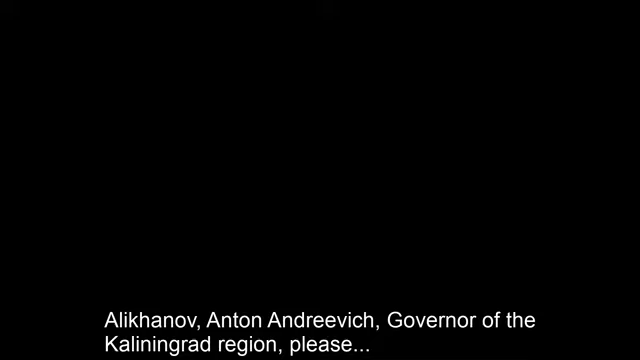 Alikhanov, Anton Andreevich, Governor of the
Kaliningrad region, please...